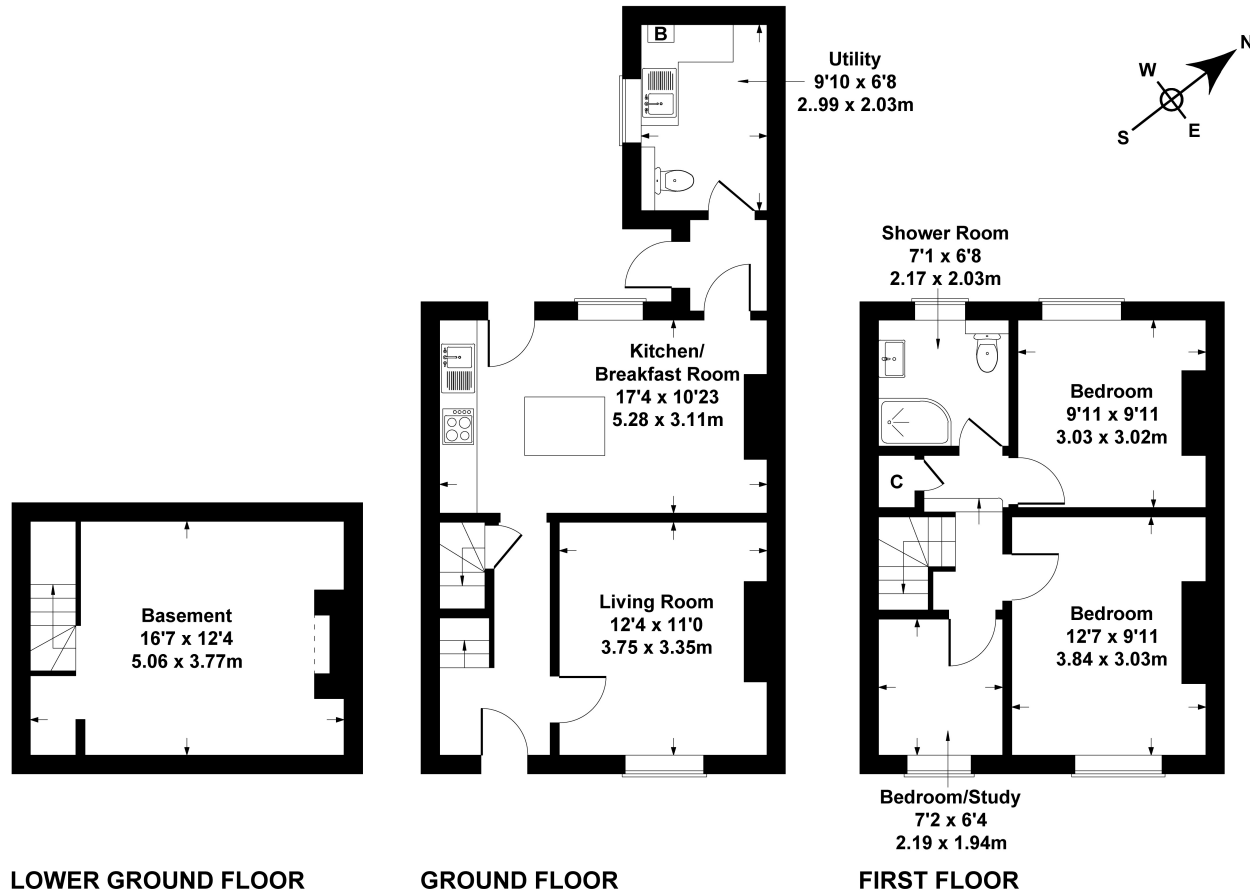 B
Utility
9'10 x 6'8
2..99 x 2.03m
N
W
E
S
Shower Room
7'1 x 6'8
2.17 x 2.03m
Kitchen/
Breakfast Room
17'4 x 10'23
5.28 x 3.11m
Bedroom
9'11 x 9'11
3.03 x 3.02m
C
Basement
16'7 x 12'4
5.06 x 3.77m
Living Room
12'4 x 11'0
3.75 x 3.35m
Bedroom
12'7 x 9'11
3.84 x 3.03m
Bedroom/Study
7'2 x 6'4
2.19 x 1.94m
LOWER GROUND FLOOR
GROUND FLOOR
FIRST FLOOR